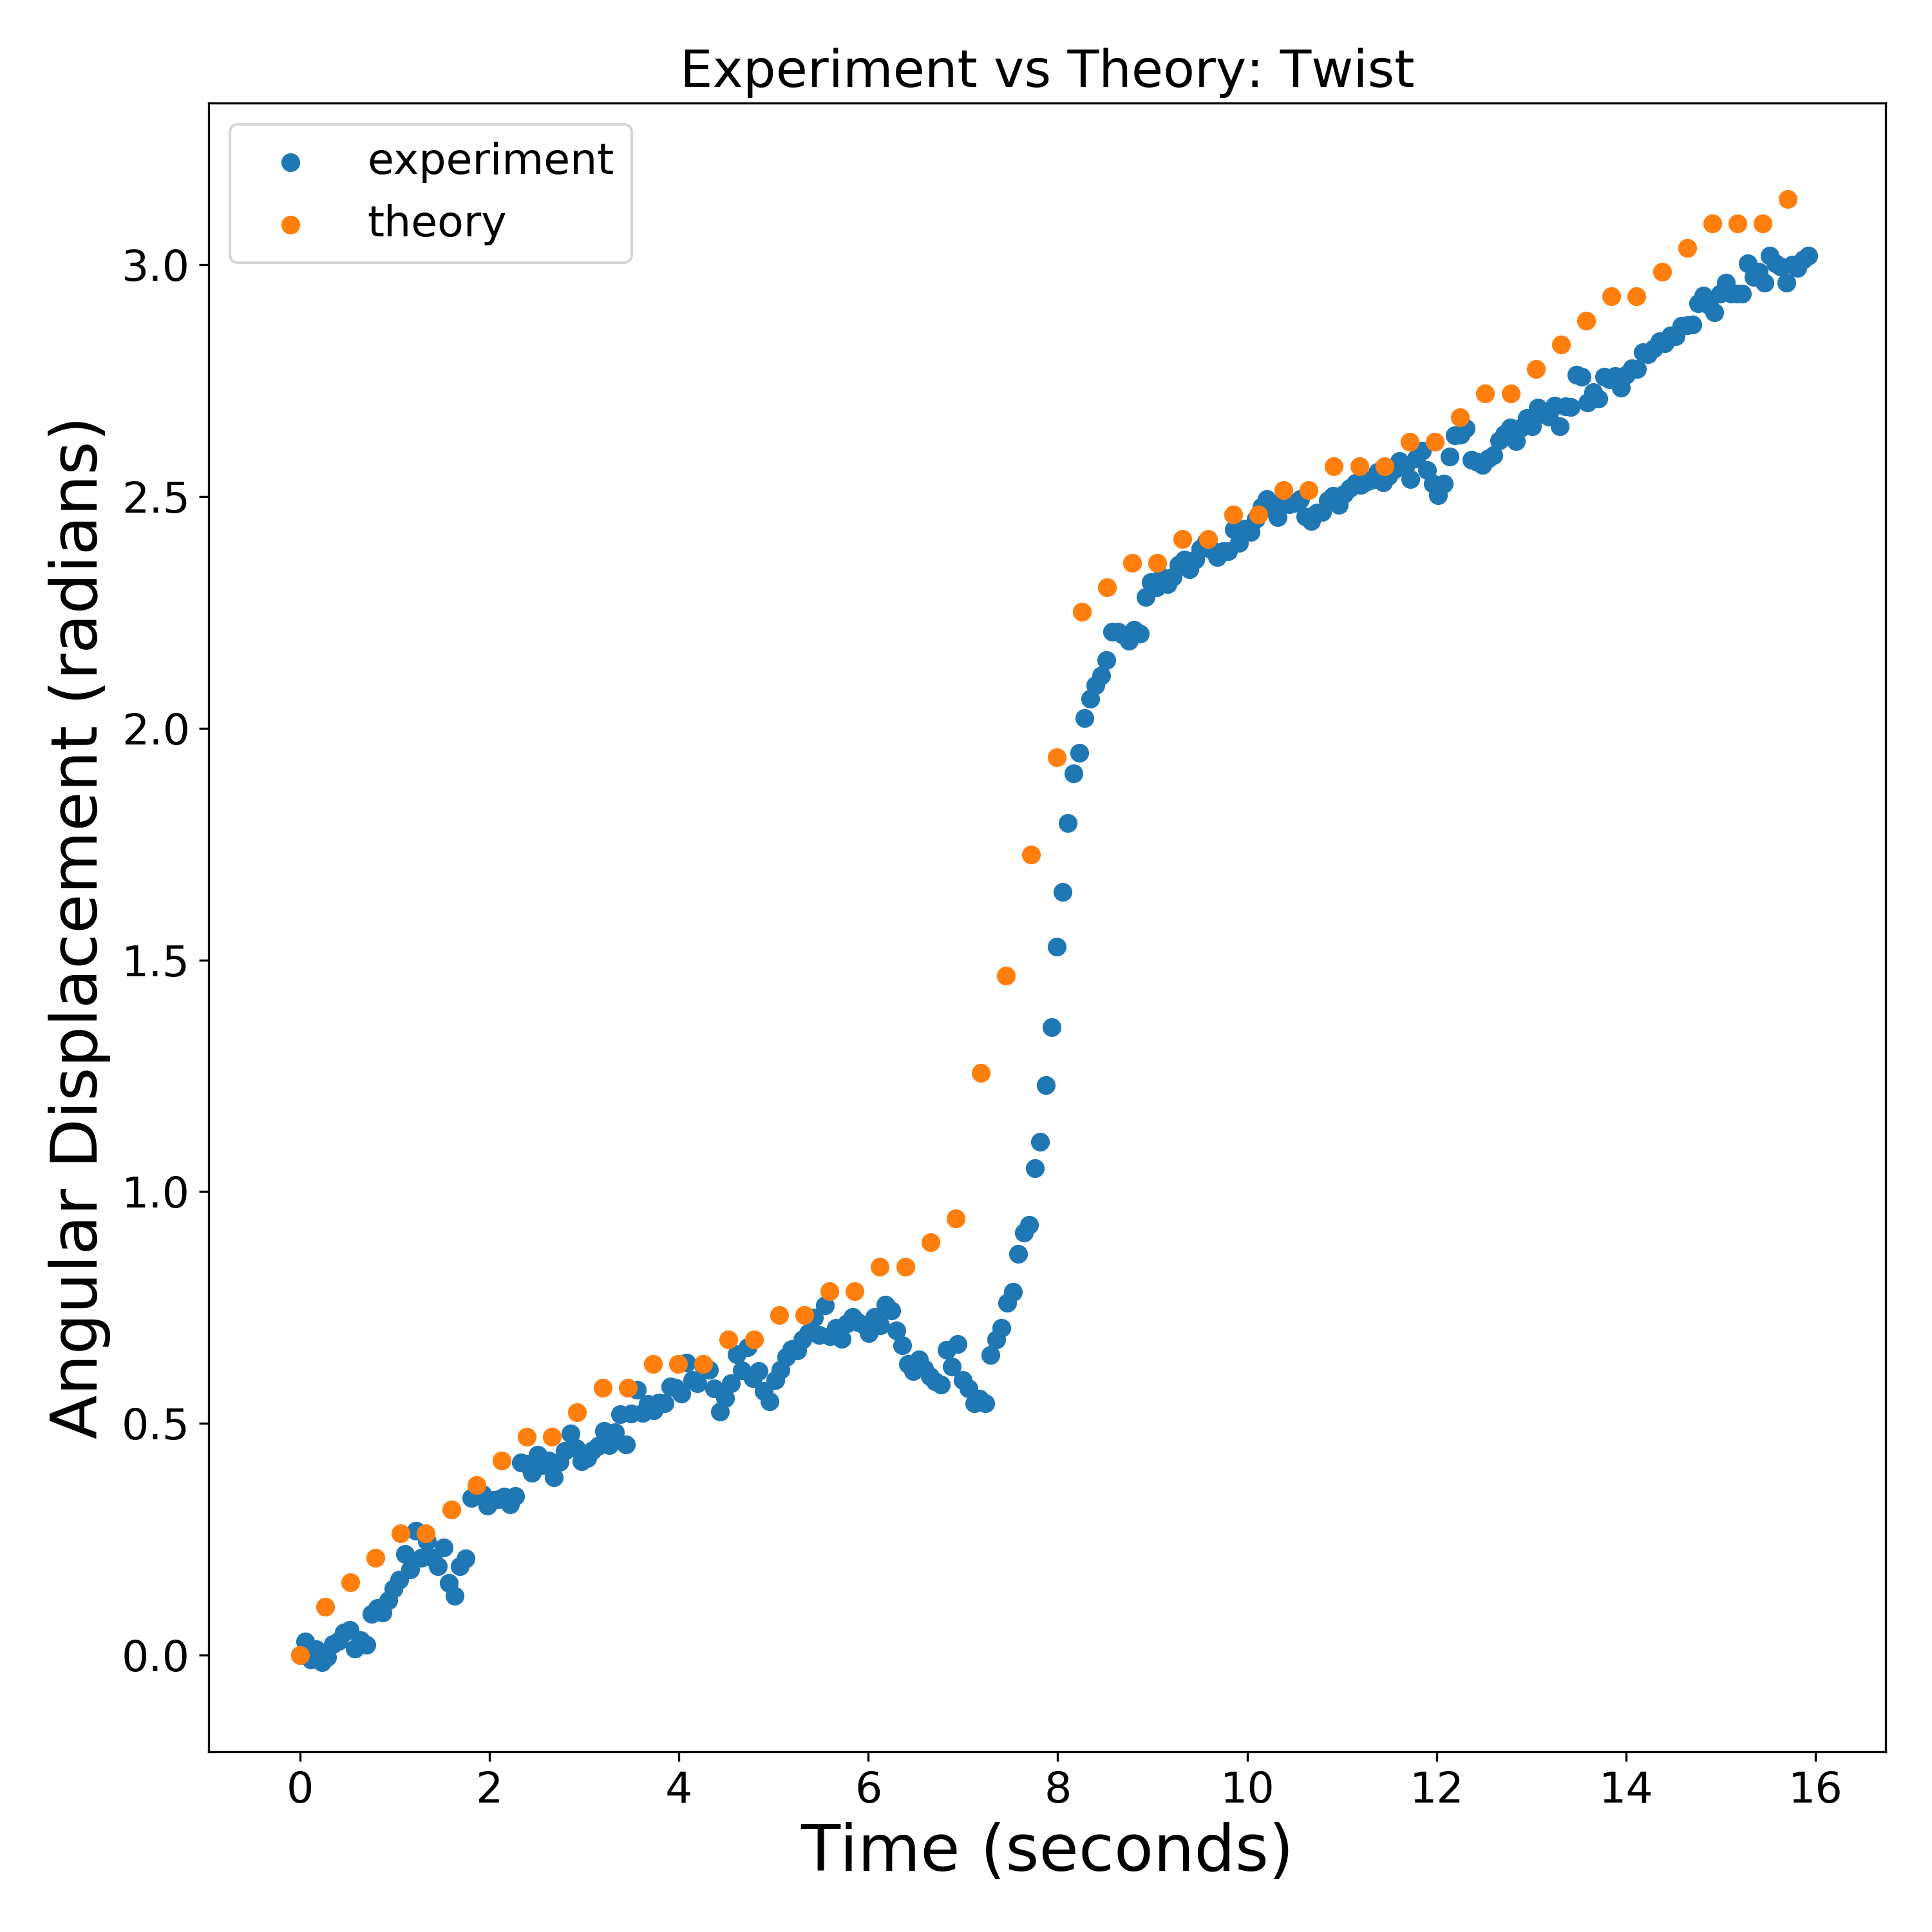 Experiment vs Theory: Twist
experiment
theory
Angular Displacement (radians)
3.0
2.5
2.0
1.5
1.0
0.5
0.0
0 2 4 6 8 10 12 14 16
Time (seconds)